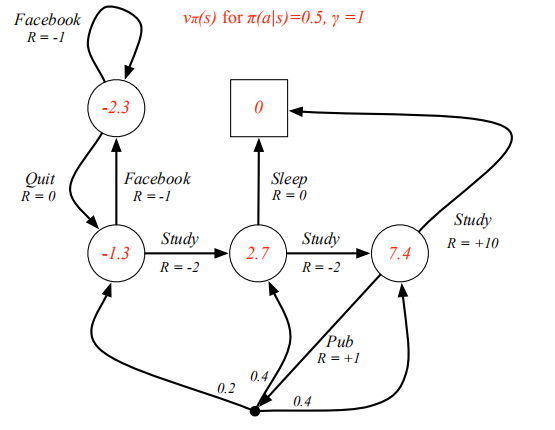 vπ(s) for π(a|s)=0.5, γ =1
Facebook
R = -1
-2.3
0
Quit
R = 0
Facebook
R = -1
Sleep
R = 0
Study
R = +10
-1.3
Study
R = -2
2.7
Study
R = -2
7.4
Pub
R = +1
0.2
0.4
0.4